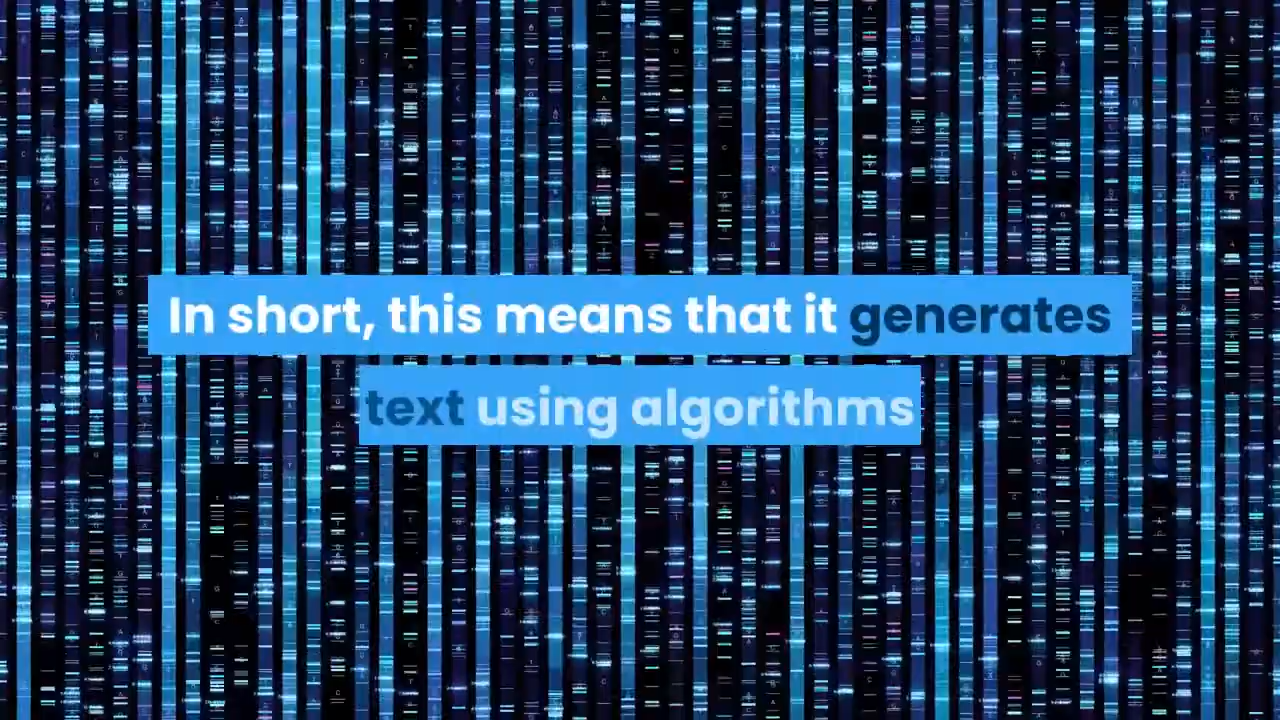 In short, this means that it generates
text using algorithms